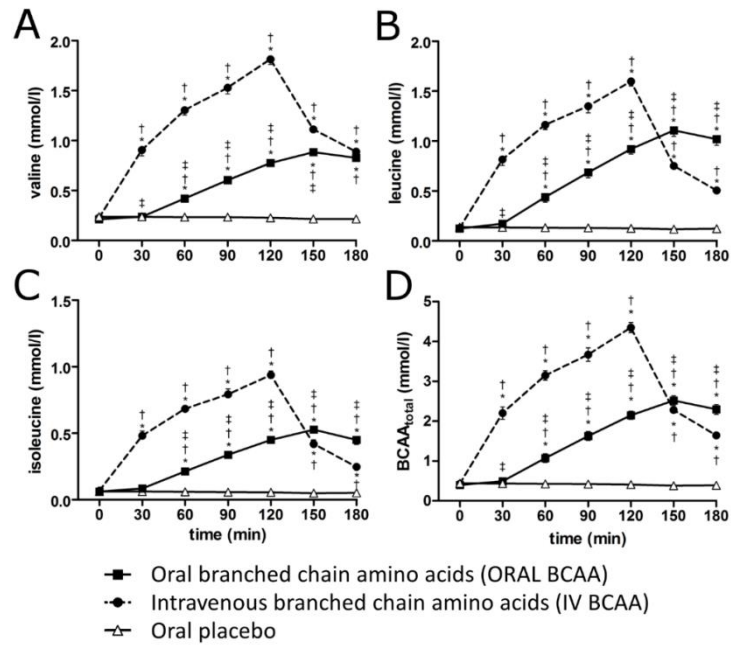 A
B
valine (mmol/l)
2.0
1.5
1.0
0.5
0.0
0 30 60 90 120 150 180
leucine (mmol/l)
2.0
1.5
1.0
0.5
0.0
0 30 60 90 120 150 180
C
D
isoleucine (mmol/l)
1.5
1.0
0.5
0.0
0 30 60 90 120 150 180
time (min)
BCAAtotal (mmol/l)
5
4
3
2
1
0
0 30 60 90 120 150 180
time (min)
Oral branched chain amino acids (ORAL BCAA)
Intravenous branched chain amino acids (IV BCAA)
Oral placebo